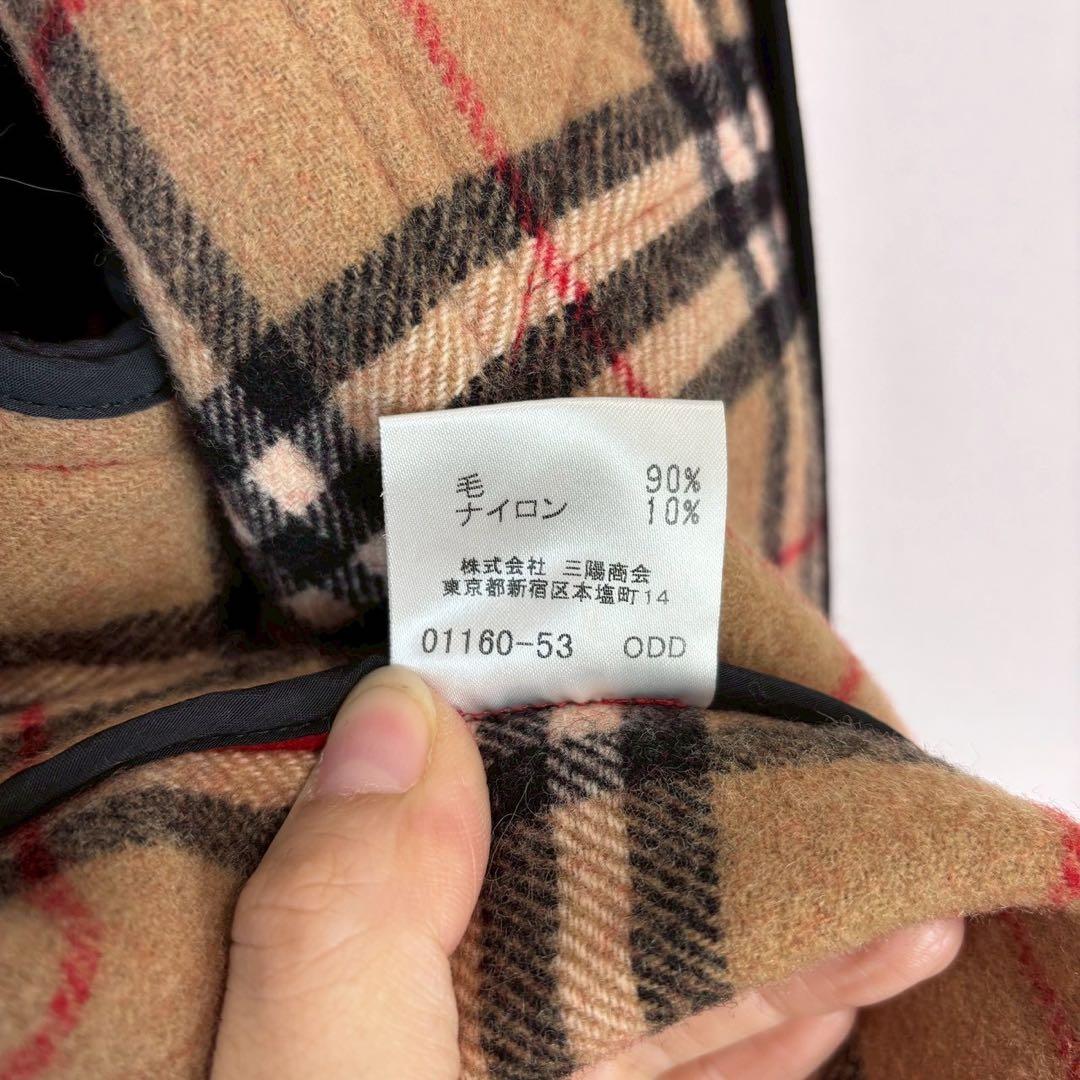 毛 90%
ナイロン 10%
株式会社 三陽商会
東京都新宿区本塩町14
01160-53 ODD